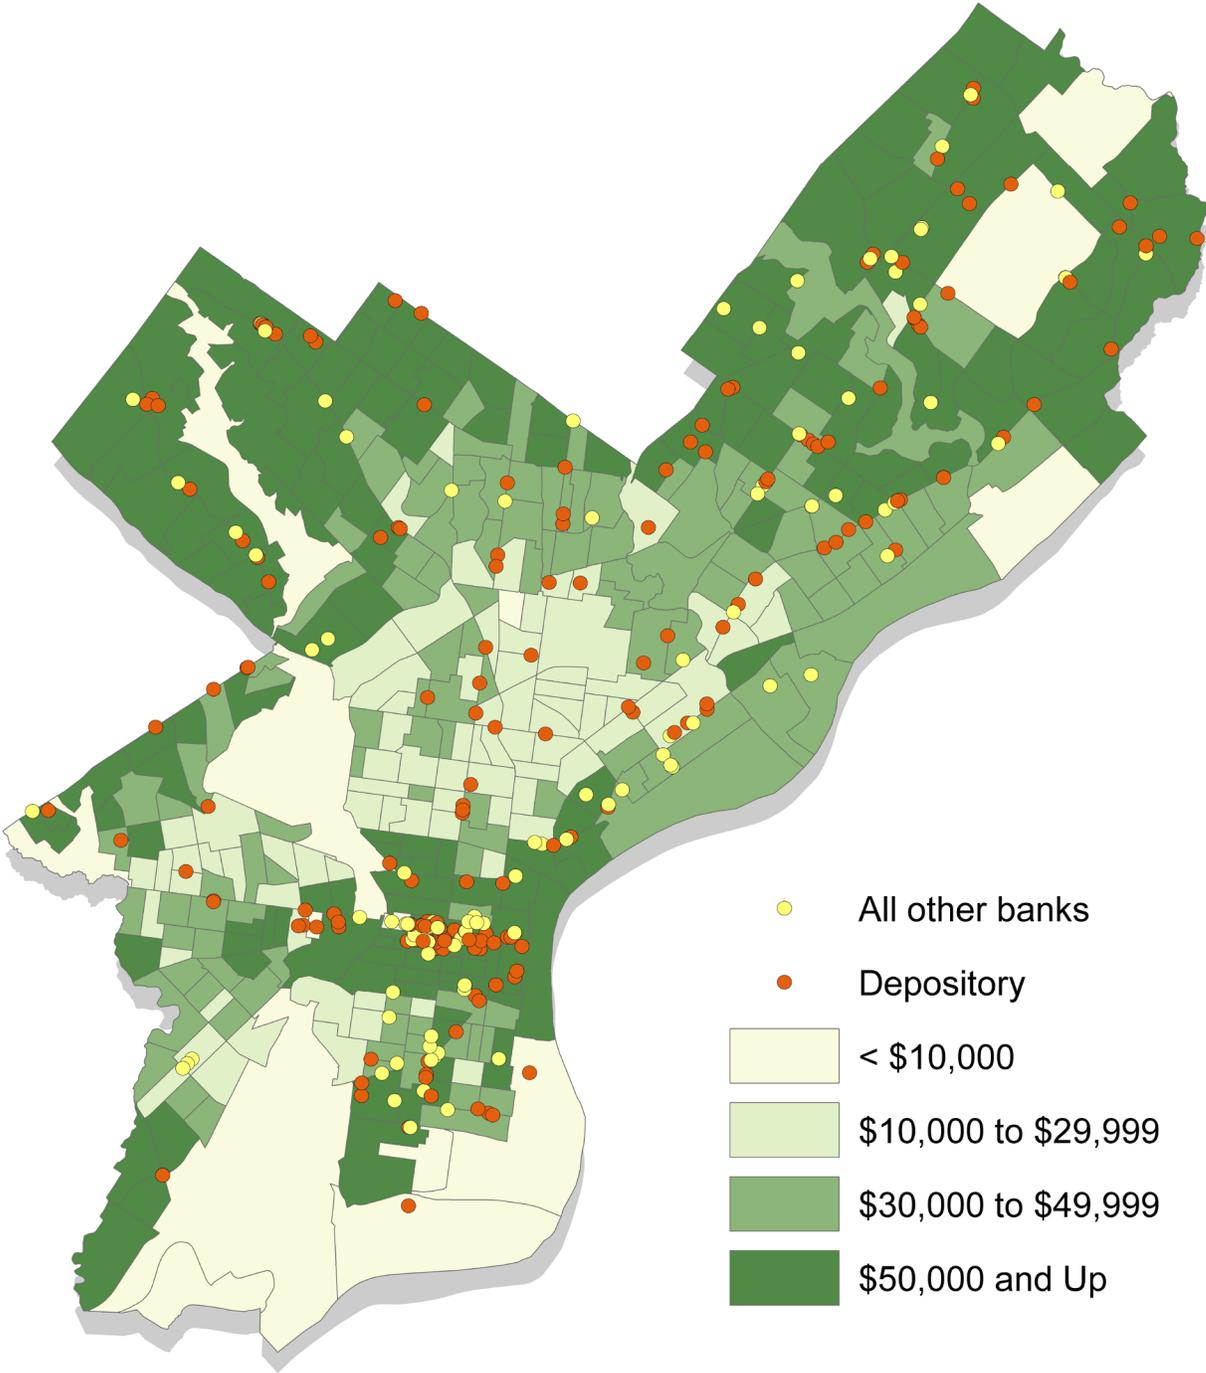 All other banks
Depository
< $10,000
$10,000 to $29,999
$30,000 to $49,999
$50,000 and Up